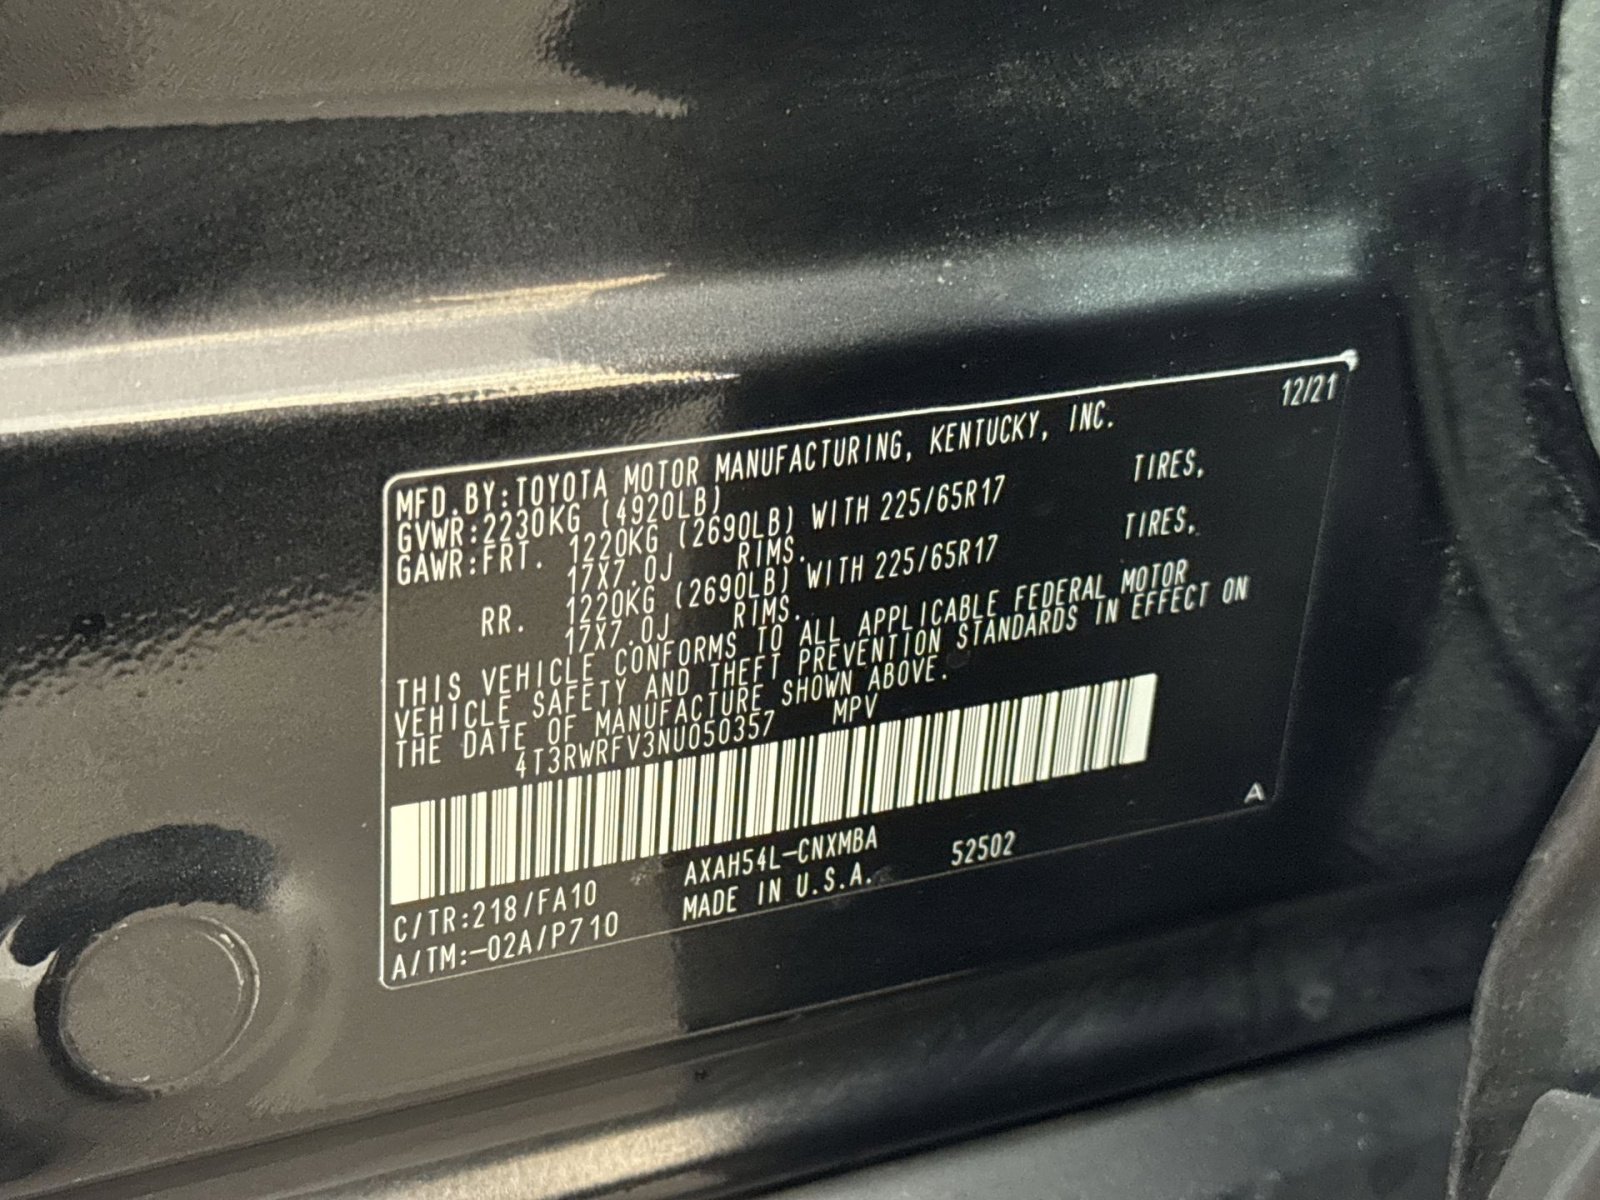 12/21
MFD.BY:TOYOTA MOTOR MANUFACTURING, KENTUCKY, INC.
GVWR:2230KG (4920LB)
GAWR:FRT. 1220KG (2690LB) WITH 225/65R17 TIRES,
17X7.0J RIMS.
RR. 1220KG (2690LB) WITH 225/65R17 TIRES,
17X7.0J RIMS.
THIS VEHICLE CONFORMS TO ALL APPLICABLE FEDERAL MOTOR
VEHICLE SAFETY AND THEFT PREVENTION STANDARDS IN EFFECT ON
THE DATE OF MANUFACTURE SHOWN ABOVE.
4T3RWRFV3NU050357 MPV
A
C/TR:218/FA10 AXAH54L-CNXMBA 52502
A/TM:-02A/P710 MADE IN U.S.A.